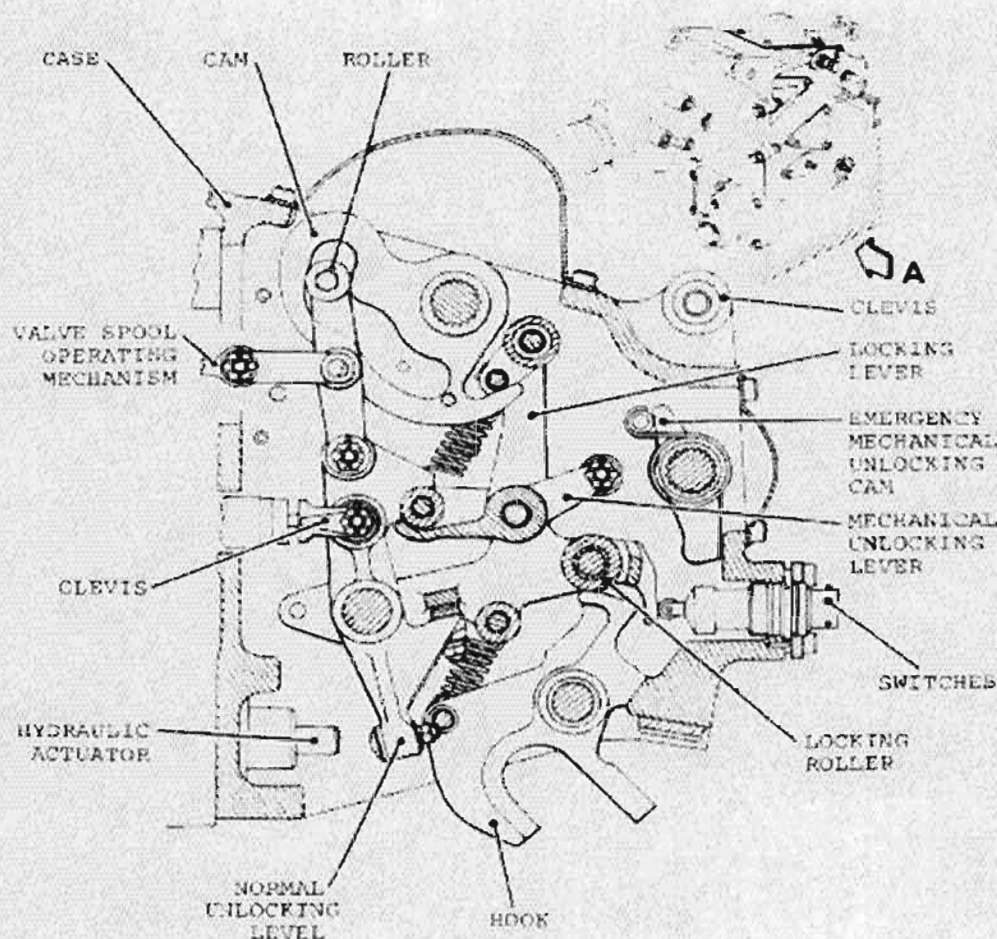 CASE
CAM
ROLLER
A
CLEVIS
VALVE SPOOL
OPERATING
MECHANISM
LOCKING
LEVER
EMERGENCY
MECHANICAL
UNLOCKING
CAM
MECHANICAL
UNLOCKING
LEVER
CLEVIS
SWITCHES
HYDRAULIC
ACTUATOR
LOCKING
ROLLER
NORMAL
UNLOCKING
LEVEL
HOOK